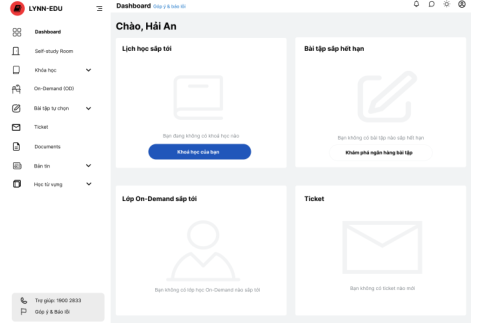 LYNN-EDU
Dashboard
Self-study Room
Khóa học
On-Demand (OD)
Bài tập tự chọn
Ticket
Documents
Bản tin
Học từ vựng
Trợ giúp: 1900 2833
Góp ý & Báo lỗi
Dashboard Góp ý & báo lỗi
Chào, Hải An
Lịch học sắp tới
Bạn đang không có khoá học nào
Khoá học của bạn
Bài tập sắp hết hạn
Bạn không có bài tập nào sắp hết hạn
Khám phá ngân hàng bài tập
Lớp On-Demand sắp tới
Bạn không có lớp học On-Demand nào sắp tới
Ticket
Bạn không có ticket nào mới